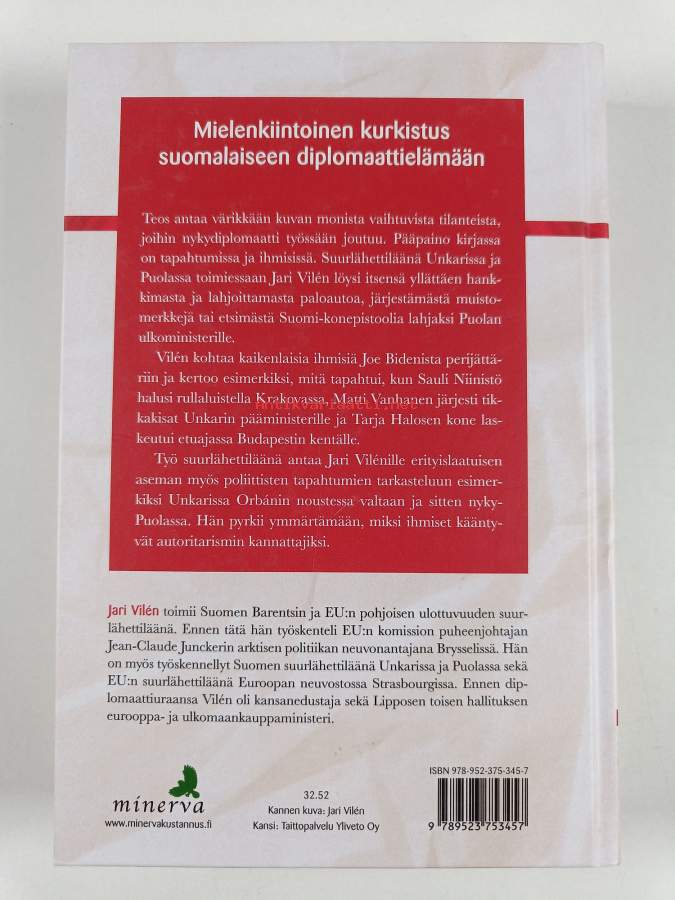 Mielenkiintoinen kurkistus
suomalaiseen diplomaattielämään
Teos antaa värikkään kuvan monista vaihtuvista tilanteista,
joihin nykydiplomaatti työssään joutuu. Pääpaino kirjassa
on tapahtumissa ja ihmisissä. Suurlähettiläänä Unkarissa ja
Puolassa toimiessaan Jari Vilén löysi itsensä yllättäen hank-
kimasta ja lahjoittamasta paloautoa, järjestämästä muisto-
merkkejä tai etsimästä Suomi-konepistoolia lahjaksi Puolan
ulkoministerille.
Vilén kohtaa kaikenlaisia ihmisiä Joe Bidenista perijättä-
riin ja kertoo esimerkiksi, mitä tapahtui, kun Sauli Niinistö
halusi rullaluistella Krakovassa, Matti Vanhanen järjesti tik-
kakisat Unkarin pääministerille ja Tarja Halosen kone las-
keutui etuajassa Budapestin kentälle.
Antikvariaatti.net
Työ suurlähettiläänä antaa Jari Vilénille erityislaatuisen
aseman myös poliittisten tapahtumien tarkasteluun esimer-
kiksi Unkarissa Orbánin noustessa valtaan ja sitten nyky-
Puolassa. Hän pyrkii ymmärtämään, miksi ihmiset kääntyvät
vät autoritarismin kannattajiksi.
Jari Vilén toimii Suomen Barentsin ja EU:n pohjoisen ulottuvuuden suur-
lähettiläänä. Ennen tätä hän työskenteli EU:n komission puheenjohtajan
Jean-Claude Junckerin arktisen politiikan neuvonantajana Brysselissä. Hän
on myös työskennellyt Suomen suurlähettiläänä Unkarissa ja Puolassa sekä
EU:n suurlähettiläänä Euroopan neuvostossa Strasbourgissa. Ennen dip-
lomaattiuraansa Vilén oli kansanedustaja sekä Lipposen toisen hallituksen
eurooppa- ja ulkomaankauppaministeri.
minerva
www.minervakustannus.fi
32.52
Kannen kuva: Jari Vilén
Kansi: Taittopalvelu Yliveto Oy
ISBN 978-952-375-345-7
9 789523 753457